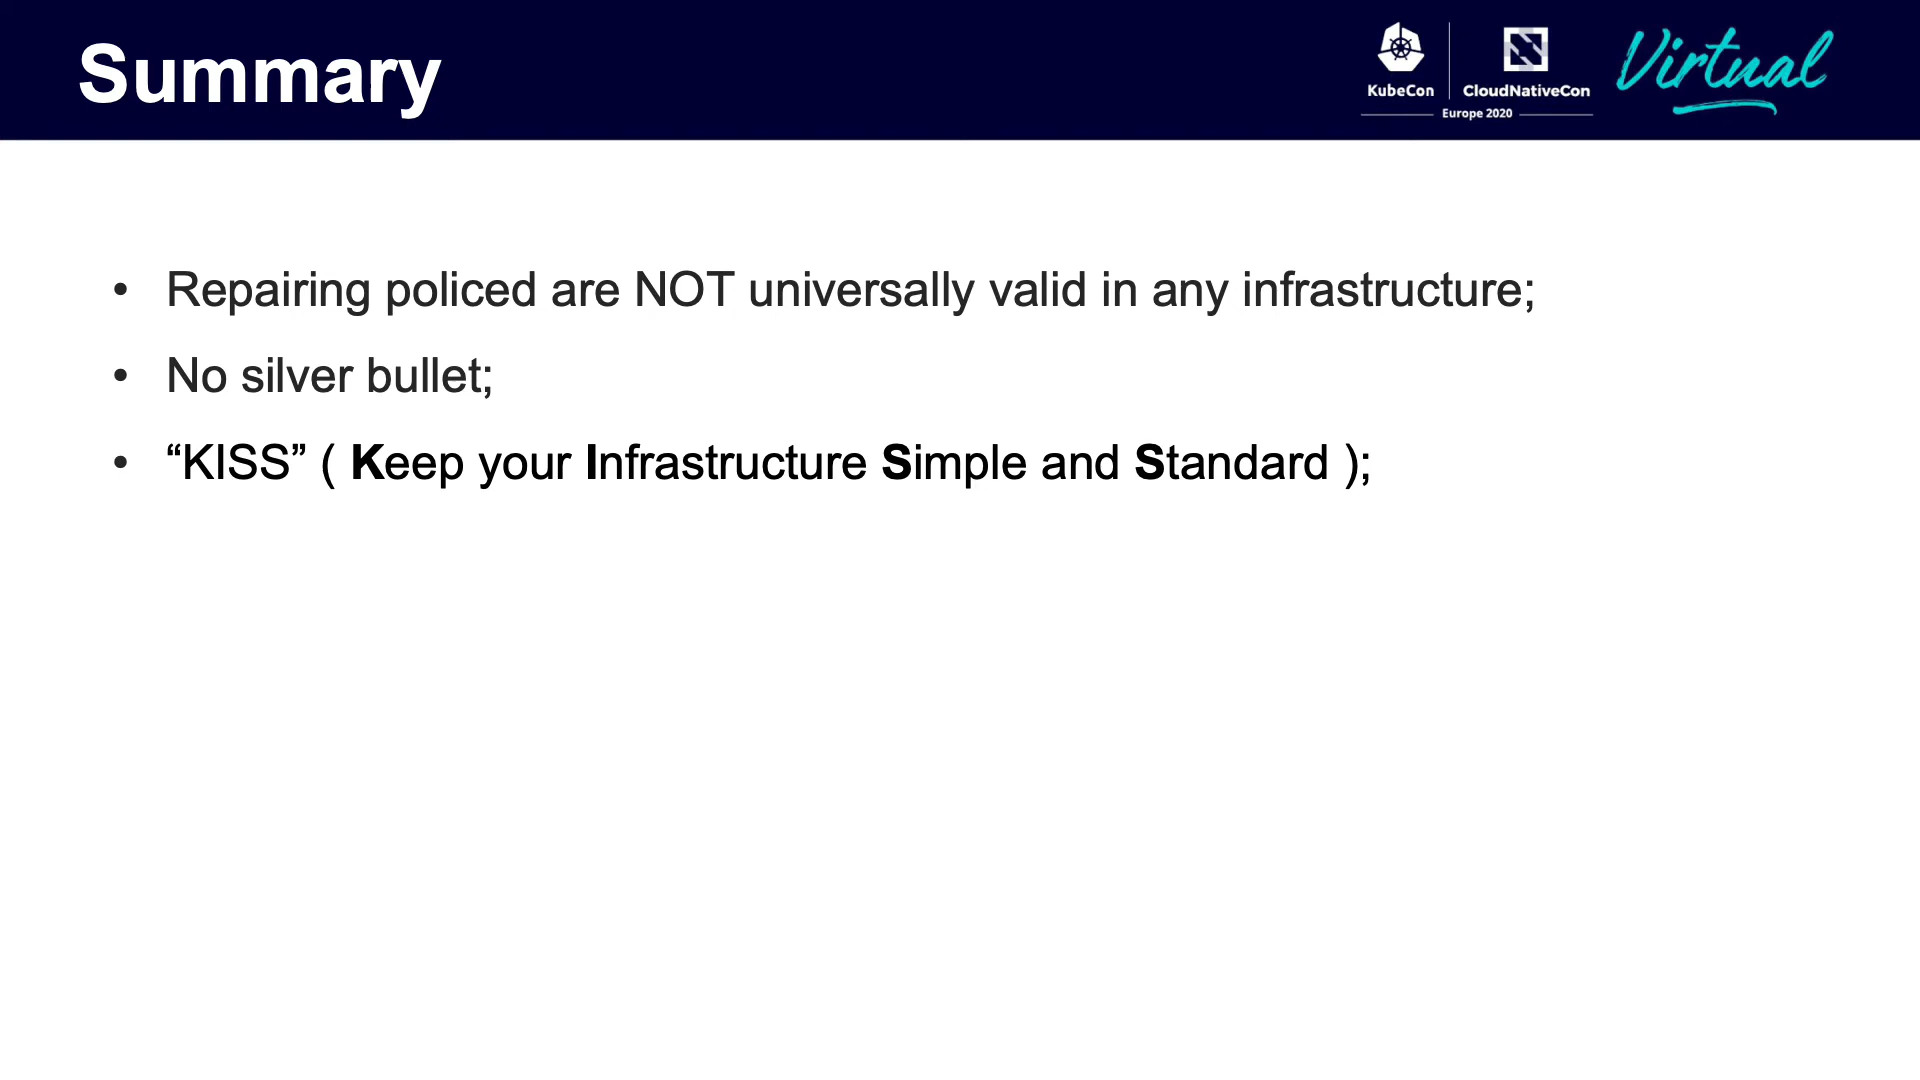 Summary
KubeCon
CloudNativeCon
Europe 2020
Virtual
• Repairing policed are NOT universally valid in any infrastructure;
• No silver bullet;
• “KISS” ( Keep your Infrastructure Simple and Standard );